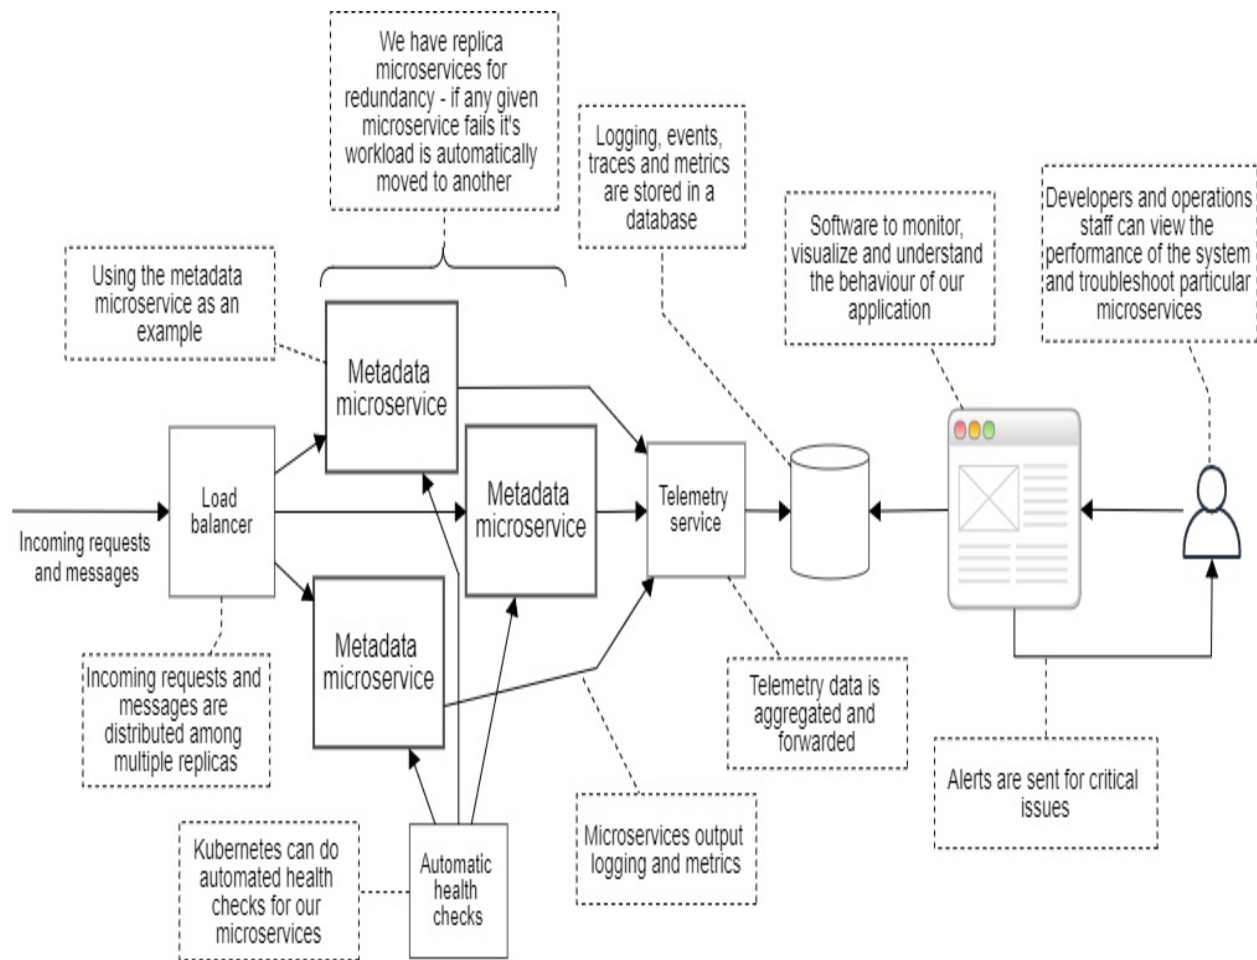 We have replica
microservices for
redundancy - if any given
microservice fails it's
workload is automatically
moved to another
Logging, events,
traces and metrics
are stored in a
database
Software to monitor,
visualize and understand
the behaviour of our
application
Developers and operations
staff can view the
performance of the system
and troubleshoot particular
microservices
Using the metadata
microservice as an
example
Metadata
microservice
Load
balancer
Metadata
microservice
Telemetry
service
Incoming requests
and messages
Metadata
microservice
Incoming requests and
messages are
distributed among
multiple replicas
Telemetry data is
aggregated and
forwarded
Alerts are sent for critical
issues
Kubernetes can do
automated health
checks for our
microservices
Automatic
health
checks
Microservices output
logging and metrics